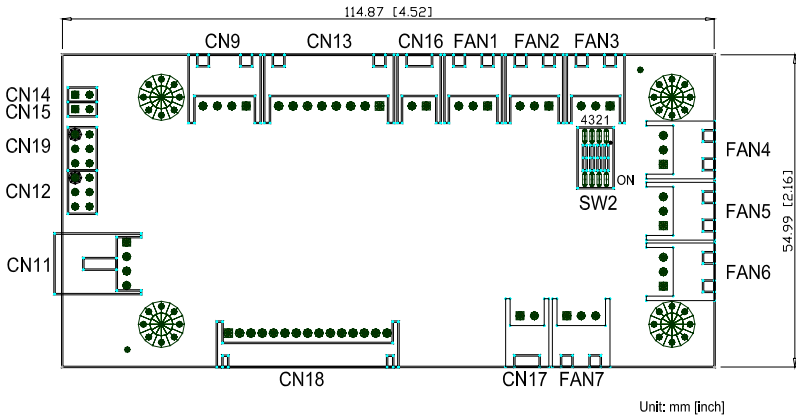 114.87 [4.52]
CN9 CN13 CN16 FAN1 FAN2 FAN3
CN14
CN15
CN19
CN12
CN11
4321
ON
SW2
FAN4
FAN5
FAN6
54.99 [2.16]
CN18
CN17 FAN7
Unit: mm [inch]